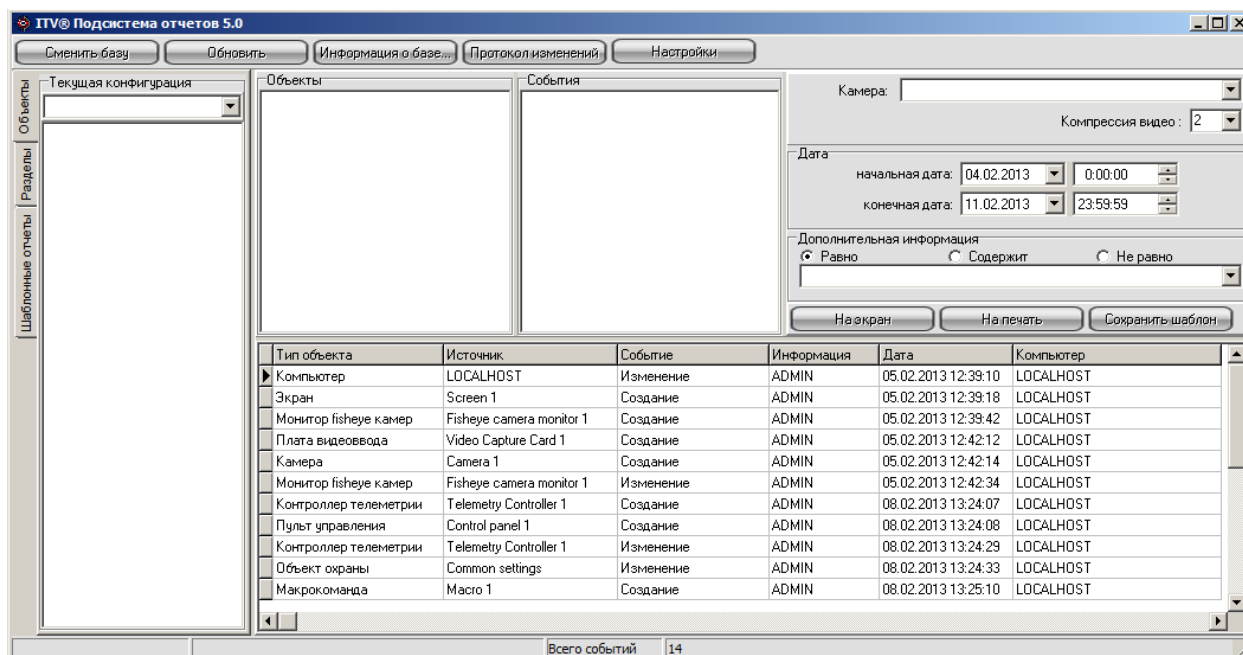 ITV® Подсистема отчетов 5.0
Сменить базу Обновить Информация о базе... Протокол изменений Настройки
Объекты
Разделы
Шаблонные отчеты
Текущая конфигурация
Объекты
События
Камера:
Компрессия видео : 2
Дата
начальная дата: 04.02.2013 0:00:00
конечная дата: 11.02.2013 23:59:59
Дополнительная информация
Равно Содержит Не равно
На экран На печать Сохранить шаблон
Тип объекта Источник Событие Информация Дата Компьютер
Компьютер LOCALHOST Изменение ADMIN 05.02.2013 12:39:10 LOCALHOST
Экран Screen 1 Создание ADMIN 05.02.2013 12:39:18 LOCALHOST
Монитор fisheye камер Fisheye camera monitor 1 Создание ADMIN 05.02.2013 12:39:42 LOCALHOST
Плата видеоввода Video Capture Card 1 Создание ADMIN 05.02.2013 12:42:12 LOCALHOST
Камера Camera 1 Создание ADMIN 05.02.2013 12:42:14 LOCALHOST
Монитор fisheye камер Fisheye camera monitor 1 Изменение ADMIN 05.02.2013 12:42:34 LOCALHOST
Контроллер телеметрии Telemetry Controller 1 Создание ADMIN 08.02.2013 13:24:07 LOCALHOST
Пульт управления Control panel 1 Создание ADMIN 08.02.2013 13:24:08 LOCALHOST
Контроллер телеметрии Telemetry Controller 1 Изменение ADMIN 08.02.2013 13:24:29 LOCALHOST
Объект охраны Common settings Изменение ADMIN 08.02.2013 13:24:33 LOCALHOST
Макрокоманда Macro 1 Создание ADMIN 08.02.2013 13:25:10 LOCALHOST
Всего событий 14